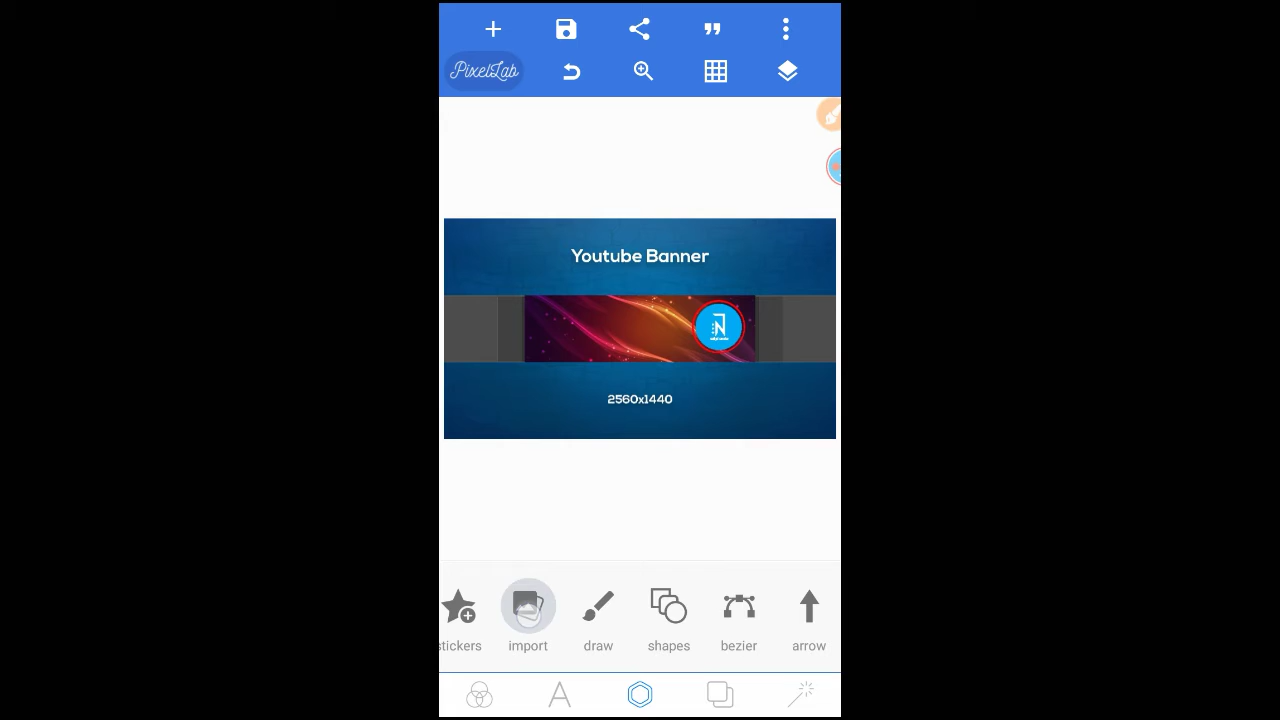 PixelLab
Youtube Banner
2560x1440
stickers
import
draw
shapes
bezier
arrow